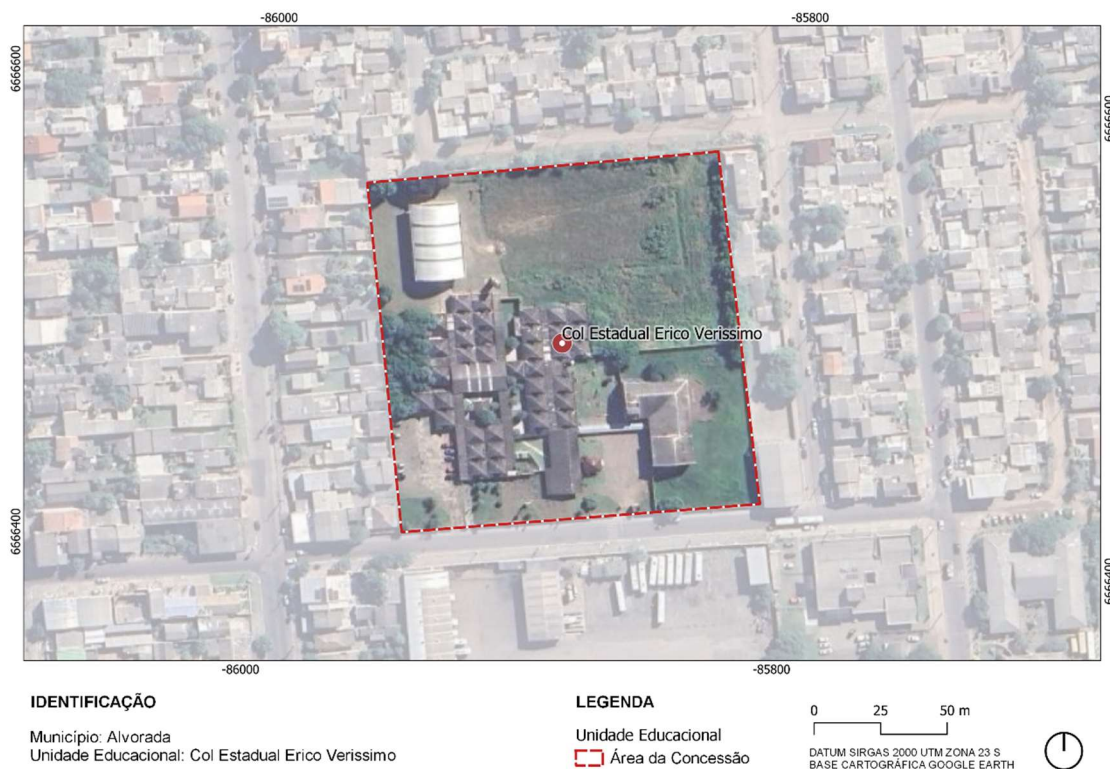 -86000
-85800
6666600
6666600
Col Estadual Erico Verissimo
6666400
6666400
-86000
-85800
IDENTIFICAÇÃO
Município: Alvorada
Unidade Educacional: Col Estadual Erico Verissimo
LEGENDA
Unidade Educacional
Área da Concessão
0 25 50 m
DATUM SIRGAS 2000 UTM ZONA 23 S
BASE CARTOGRÁFICA GOOGLE EARTH